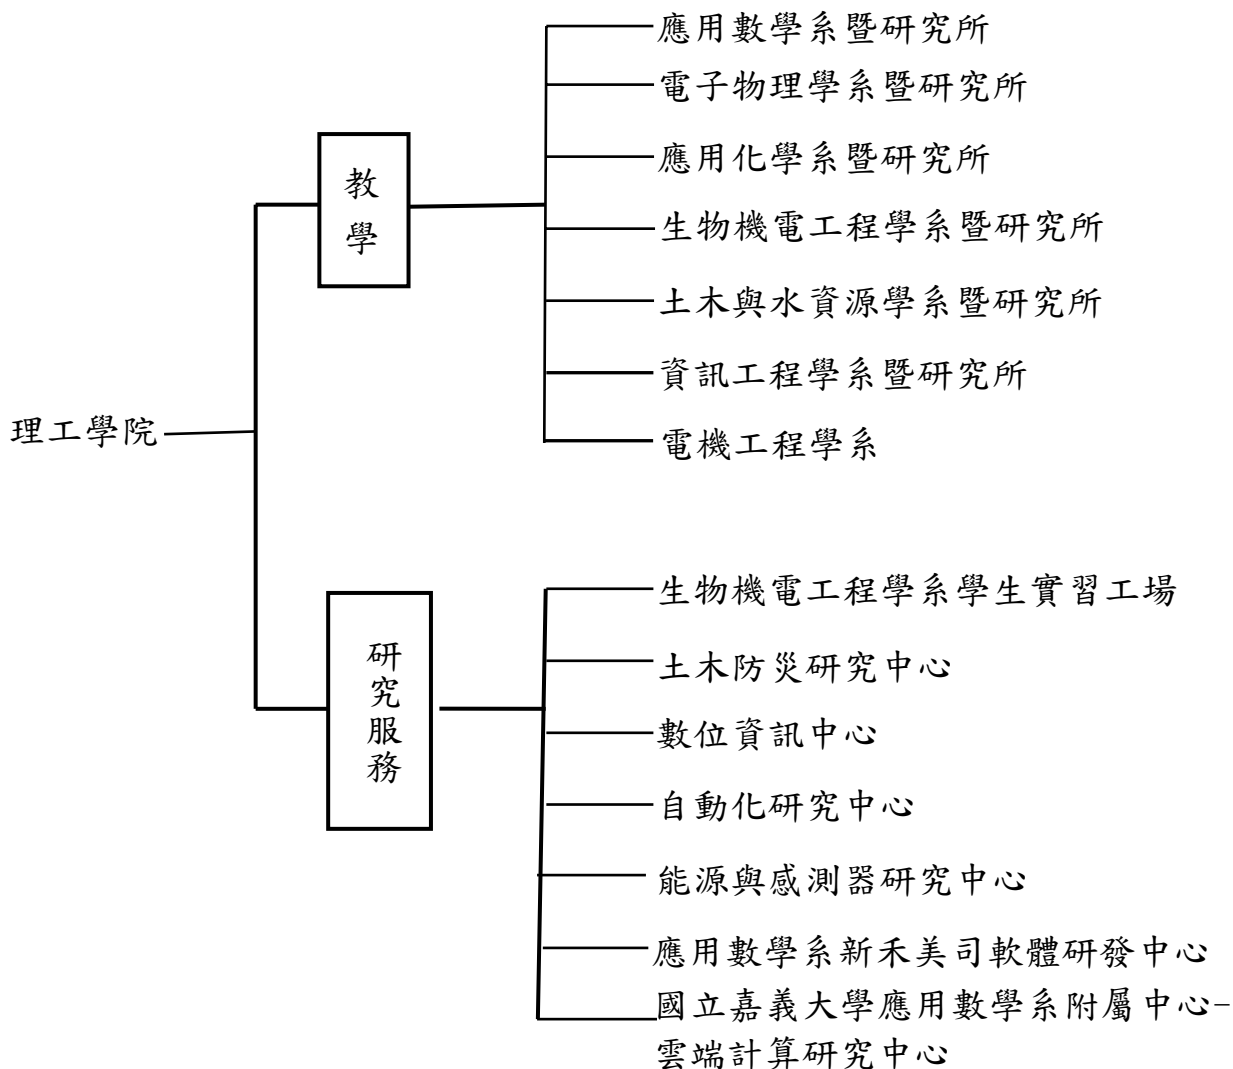 理工學院
教
學
應用數學系暨研究所
電子物理學系暨研究所
應用化學系暨研究所
生物機電工程學系暨研究所
土木與水資源學系暨研究所
資訊工程學系暨研究所
電機工程學系
研
究
服
務
生物機電工程學系學生實習工場
土木防災研究中心
數位資訊中心
自動化研究中心
能源與感測器研究中心
應用數學系新禾美司軟體研發中心
國立嘉義大學應用數學系附屬中心-
雲端計算研究中心